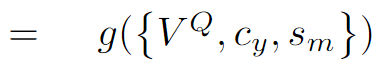 = g({V^Q, c_y, s_m})